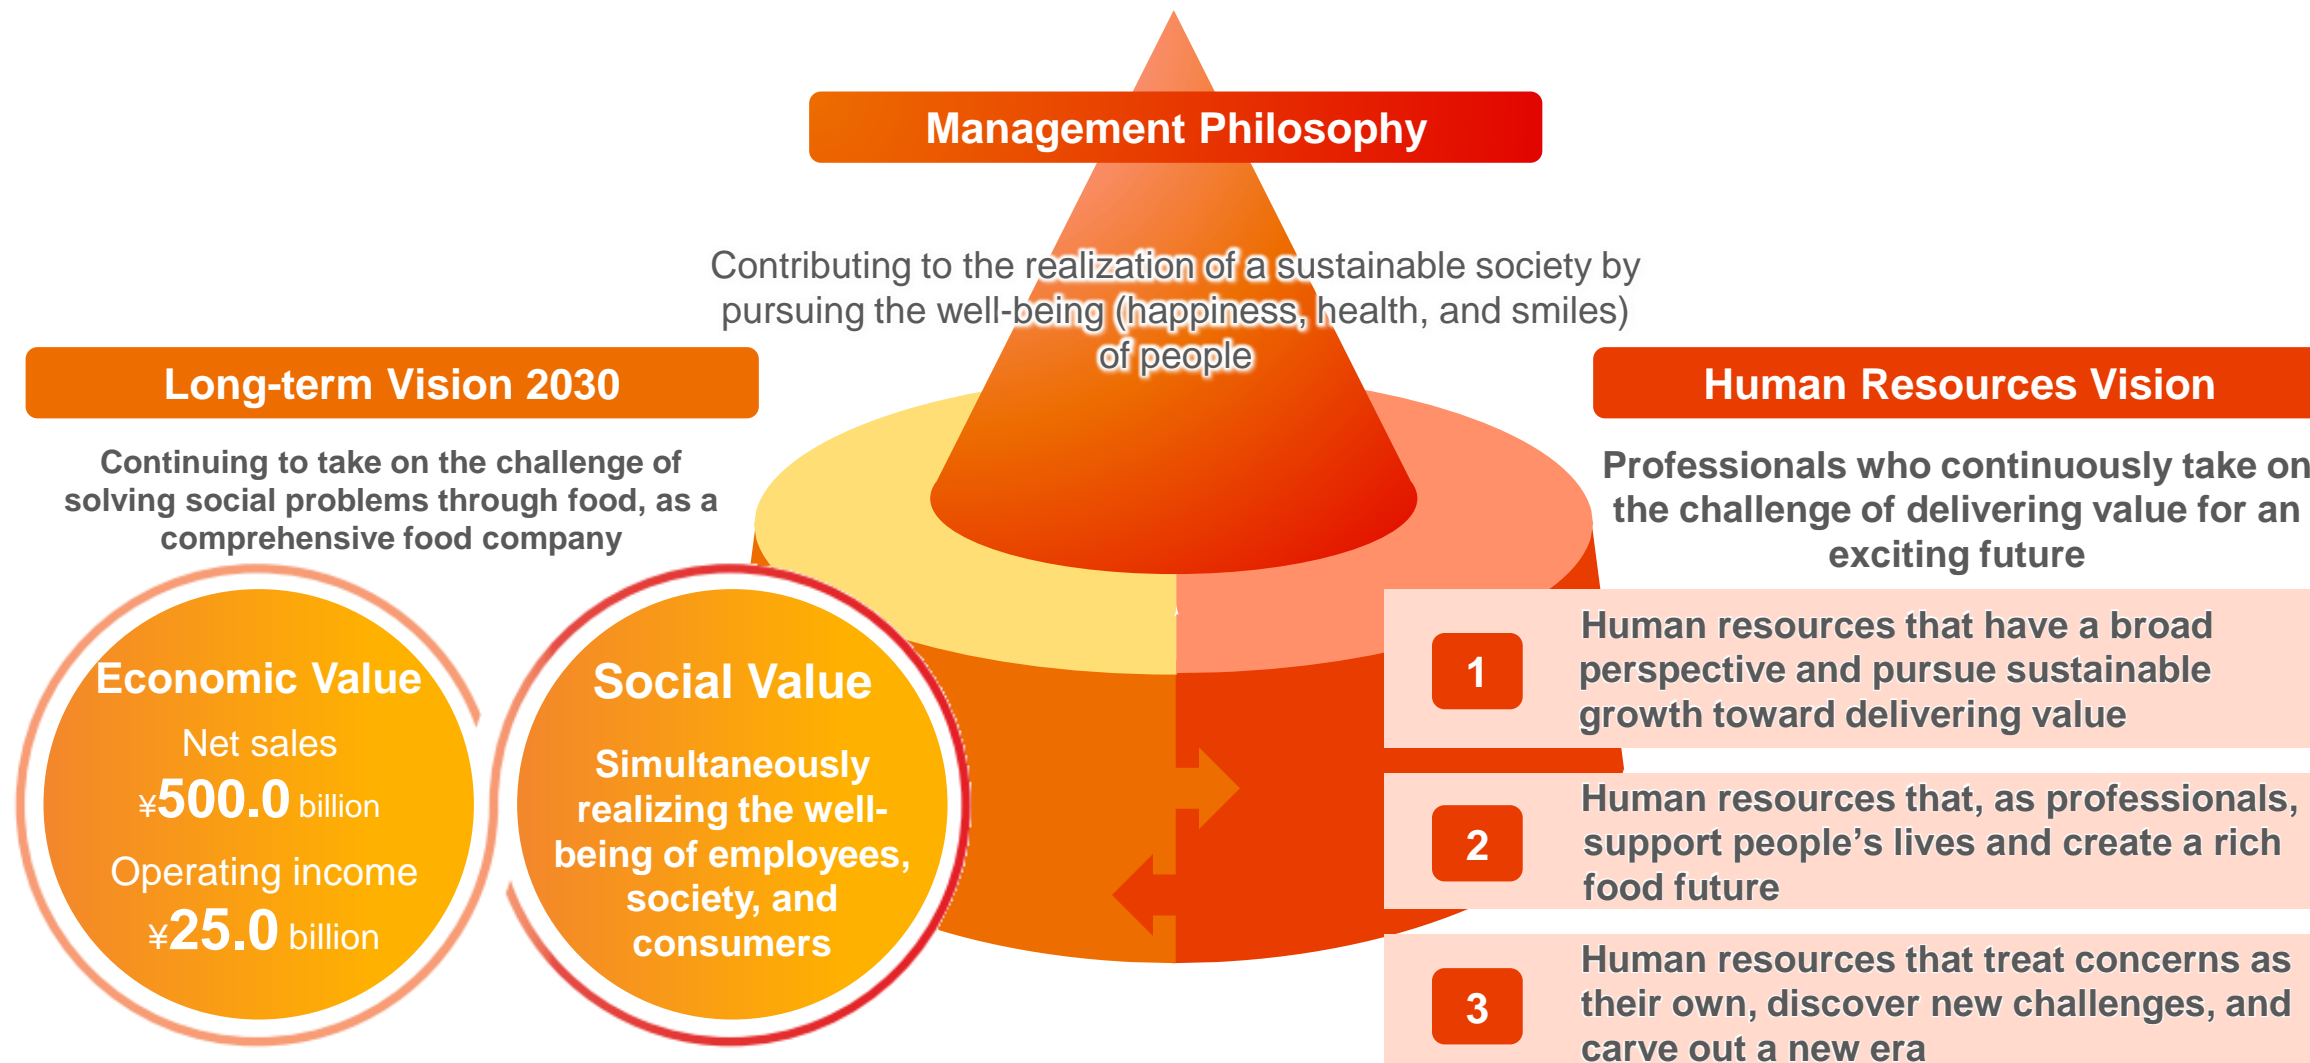 Management Philosophy
Contributing to the realization of a sustainable society by
pursuing the well-being (happiness, health, and smiles)
of people
Long-term Vision 2030
Continuing to take on the challenge of
solving social problems through food, as a
comprehensive food company
Economic Value
Net sales
¥500.0 billion
Operating income
¥25.0 billion
Social Value
Simultaneously
realizing the well-
being of employees,
society, and
consumers
Human Resources Vision
Professionals who continuously take on
the challenge of delivering value for an
exciting future
1
Human resources that have a broad
perspective and pursue sustainable
growth toward delivering value
2
Human resources that, as professionals,
support people’s lives and create a rich
food future
3
Human resources that treat concerns as
their own, discover new challenges, and
carve out a new era